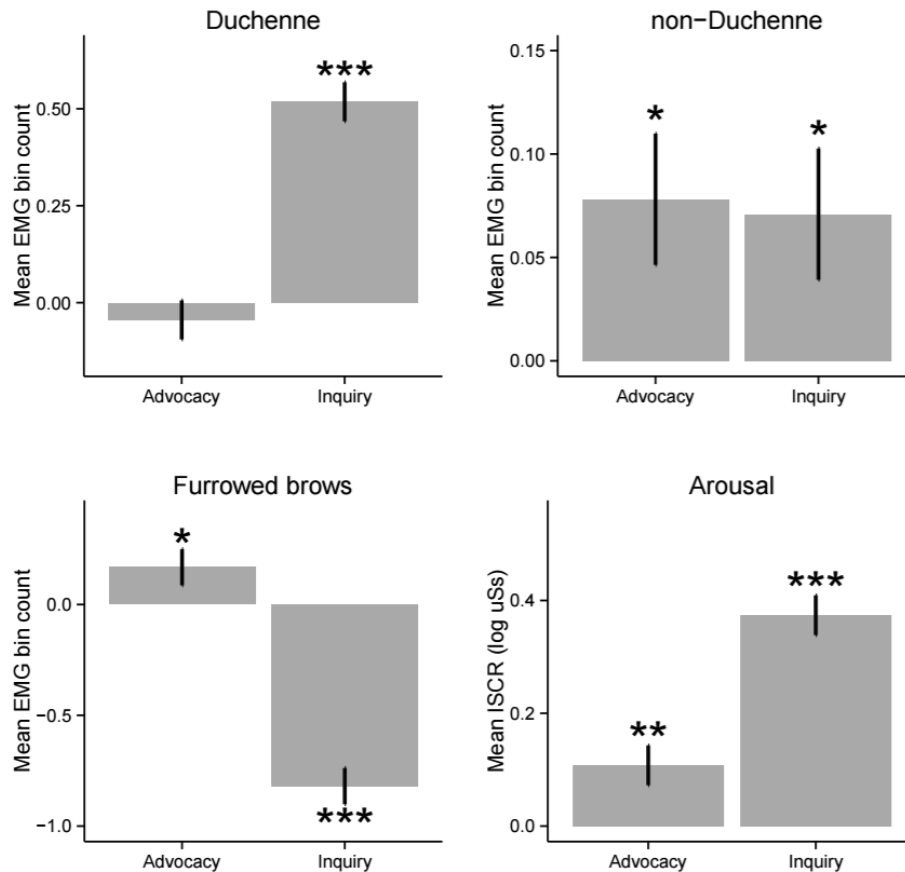 Duchenne
Mean EMG bin count
0.50
0.25
0.00
***
Advocacy
Inquiry
non−Duchenne
Mean EMG bin count
0.15
0.10
0.05
0.00
*
*
Advocacy
Inquiry
Furrowed brows
Mean EMG bin count
0.0
−0.5
−1.0
*
***
Advocacy
Inquiry
Arousal
Mean ISCR (log uSs)
0.4
0.2
0.0
**
***
Advocacy
Inquiry